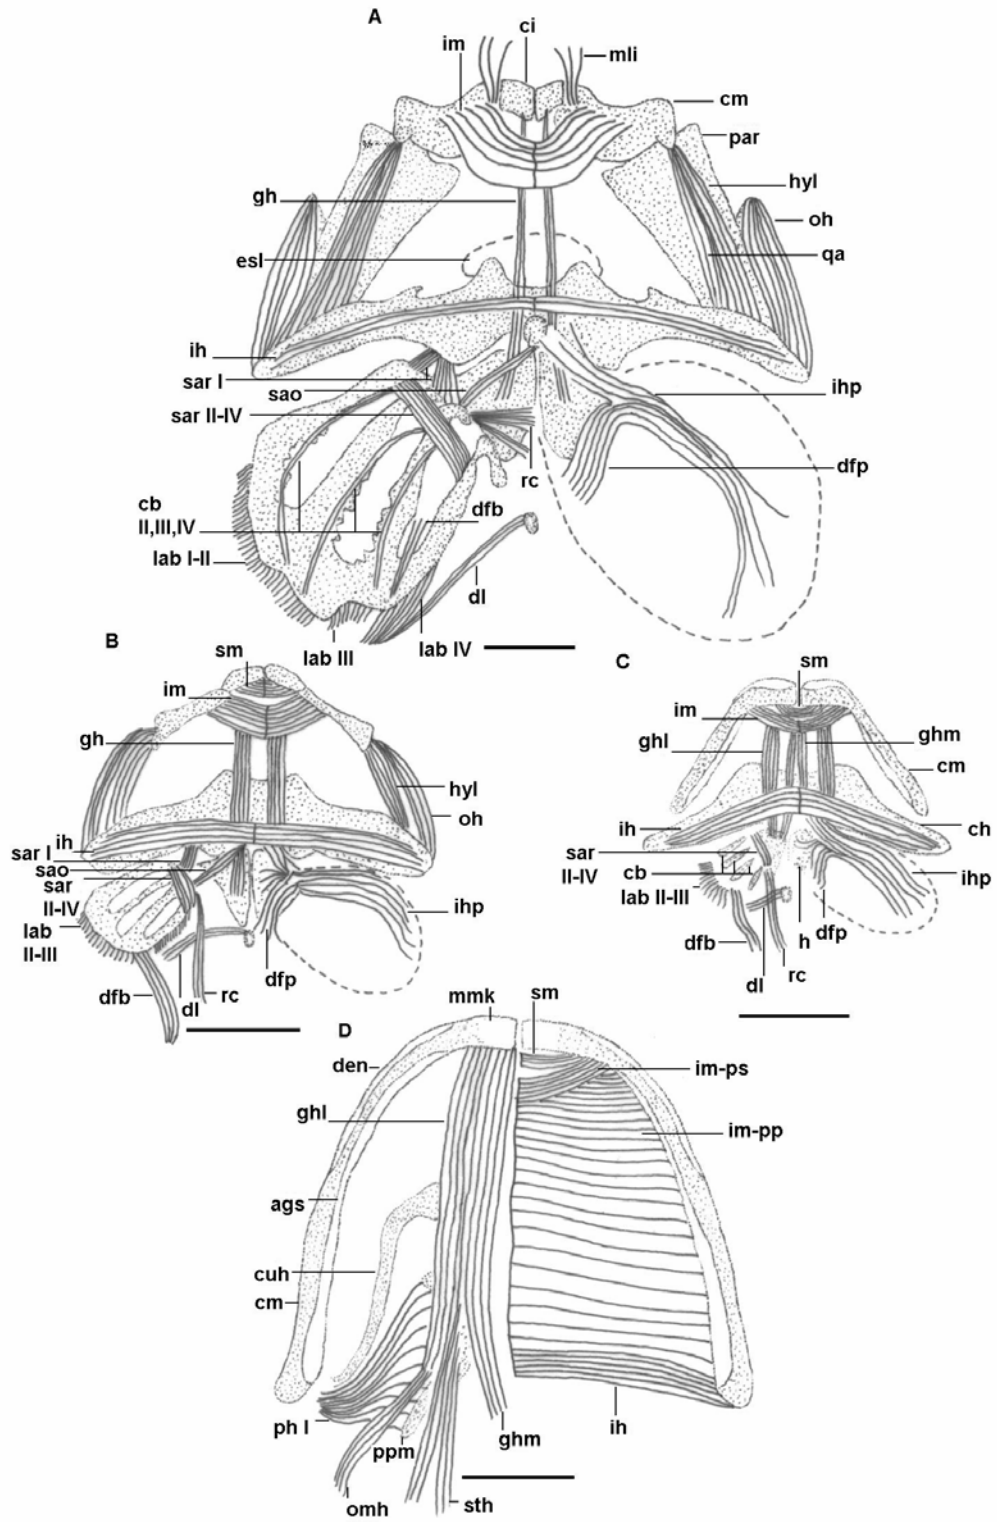 A
ci
im
mli
cm
par
gh
hyl
oh
esl
qa
ih
sar I
sao
ihp
sar II-IV
rc
dfp
cb
II,III,IV
dfb
lab I-II
dl
lab III
lab IV
B
sm
im
gh
hyl
oh
ih
sar I
sao
sar
II-IV
lab
II-III
ihp
dfp
dfb
dl
rc
C
sm
im
ghl
ghm
cm
ih
ch
sar
II-IV
cb
lab II-III
ihp
dfb
dl
rc
h
dfp
D
mmk
sm
den
im-ps
ghl
im-pp
ags
cuh
cm
ph I
ppm
omh
sth
ghm
ih